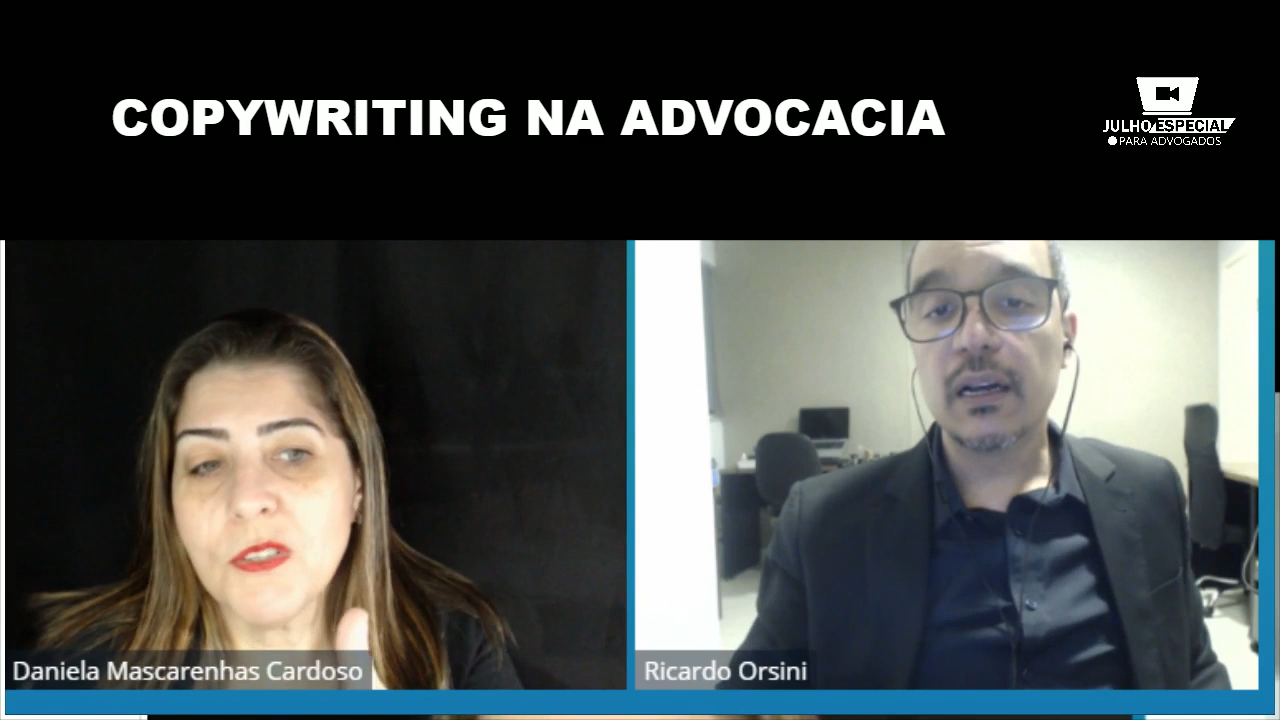 COPYWRITING NA ADVOCACIA
JULHO ESPECIAL
PARA ADVOGADOS
Daniela Mascarenhas Cardoso
Ricardo Orsini